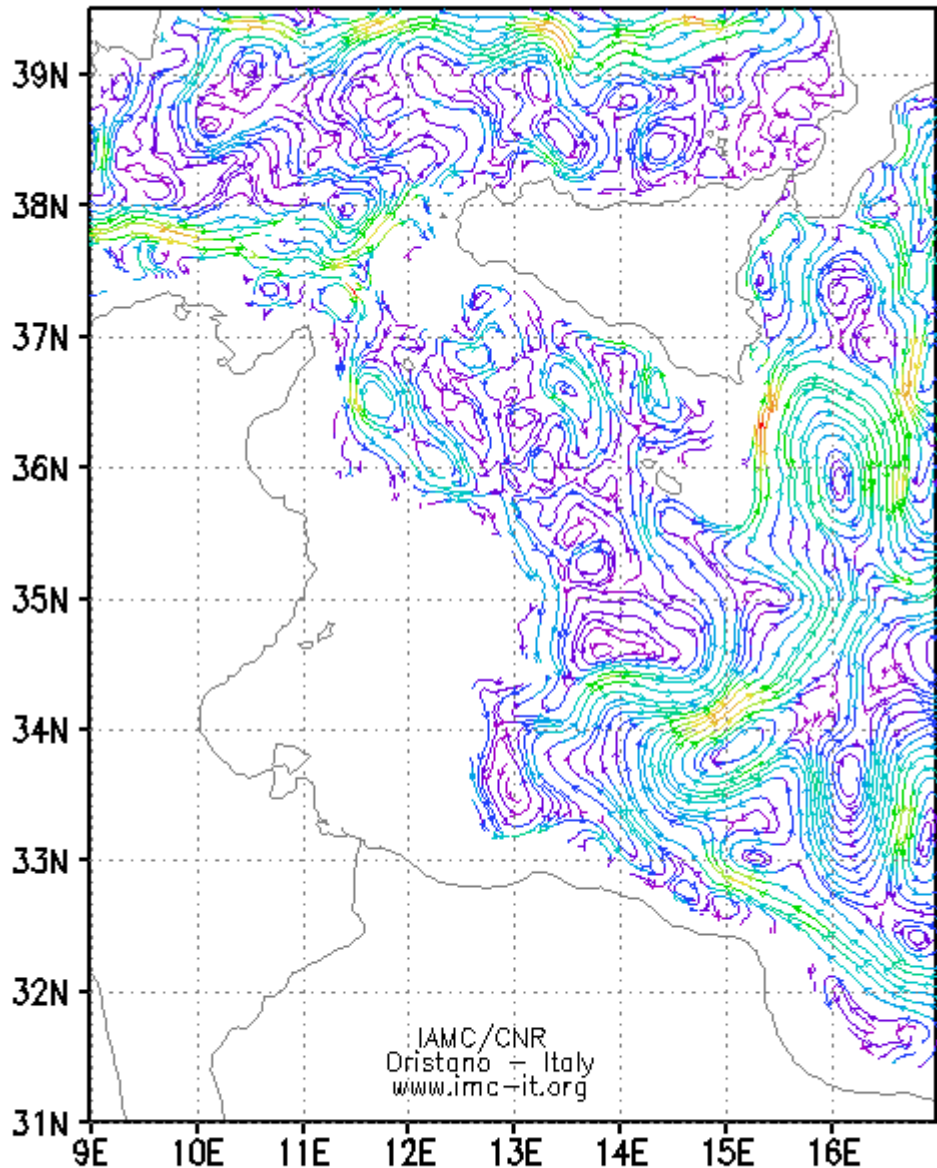 39N
38N
37N
36N
35N
34N
33N
32N
31N
IAMC/CNR
Oristano – Italy
www.imc-it.org
9E 10E 11E 12E 13E 14E 15E 16E